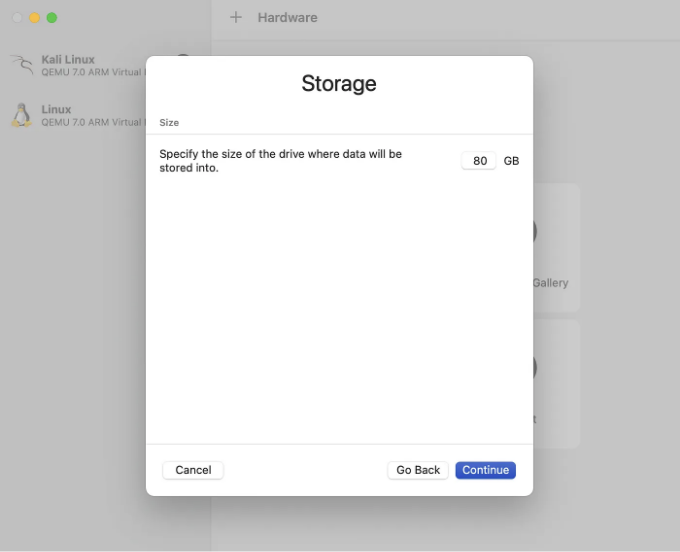 Hardware
Kali Linux
QEMU 7.0 ARM Virtual
Linux
QEMU 7.0 ARM Virtual
Storage
Size
Specify the size of the drive where data will be
stored into.
80 GB
Gallery
Cancel
Go Back
Continue